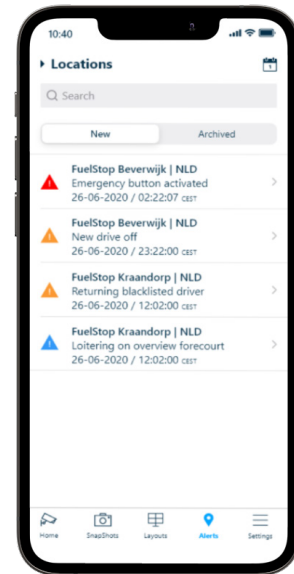 10:40
Locations
Search
New
Archived
FuelStop Beverwijk | NLD
Emergency button activated
26-06-2020 / 02:22:07 CEST
FuelStop Beverwijk | NLD
New drive off
26-06-2020 / 23:22:00 CEST
FuelStop Kraandorp | NLD
Returning blacklisted driver
26-06-2020 / 12:02:00 CEST
FuelStop Kraandorp | NLD
Loitering on overview forecourt
26-06-2020 / 12:02:00 CEST
Home
SnapShots
Layouts
Alerts
Settings